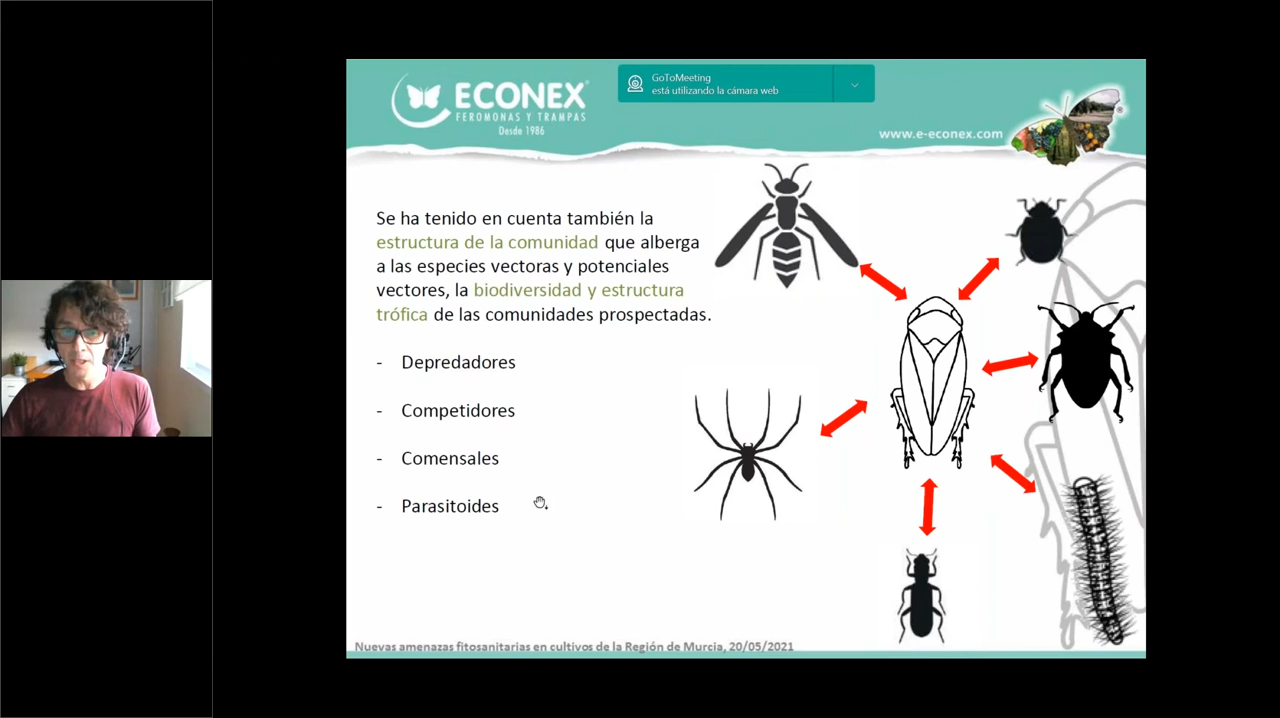 ECONEX®
FEROMONAS Y TRAMPAS
Desde 1986
GoToMeeting
está utilizando la cámara web
www.e-econex.com
®
Se ha tenido en cuenta también la
estructura de la comunidad que alberga
a las especies vectoras y potenciales
vectores, la biodiversidad y estructura
trófica de las comunidades prospectadas.
- Depredadores
- Competidores
- Comensales
- Parasitoides
Nuevas amenazas fitosanitarias en cultivos de la Región de Murcia, 20/05/2021